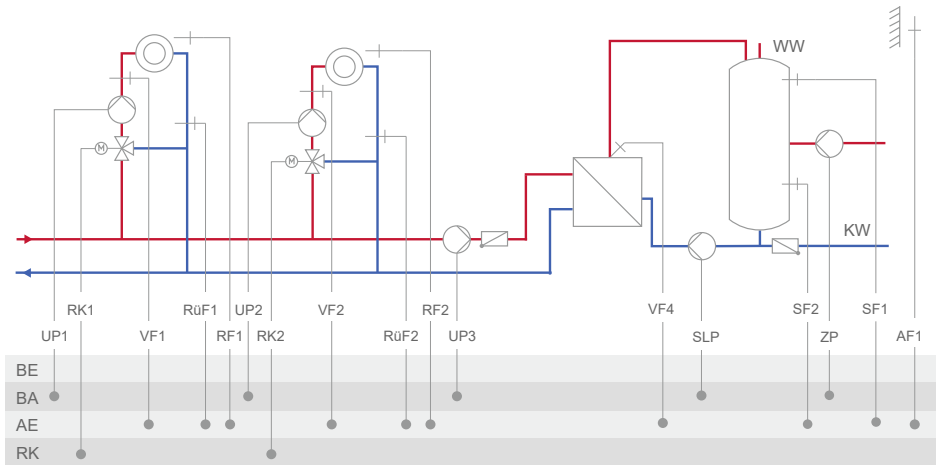 WW
KW
M
M
RK1 RüF1 UP2 VF2 RF2 VF4 SF2 SF1
UP1 VF1 RF1 RK2 RüF2 UP3 SLP ZP AF1
BE
BA
AE
RK